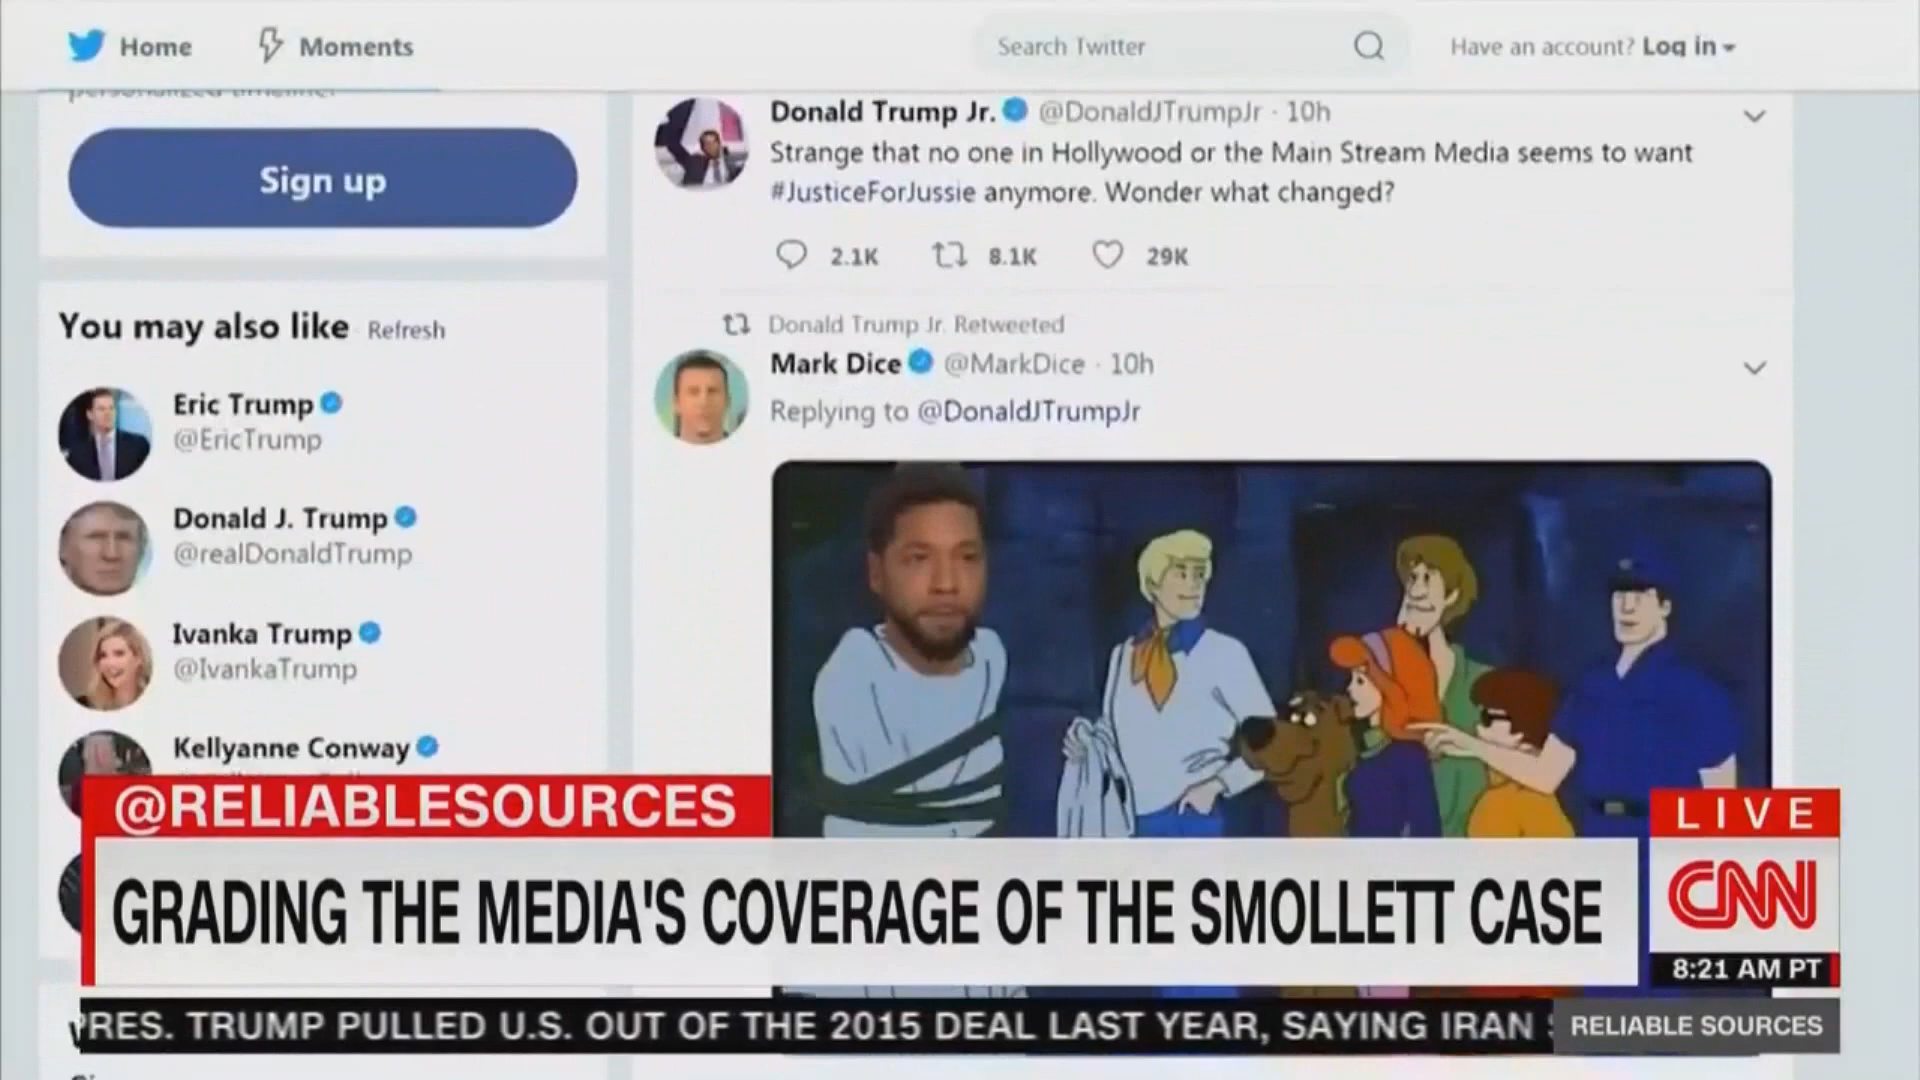 Home
Moments
Search Twitter
Have an account? Log in
personalized timeline!
Sign up
Donald Trump Jr. @DonaldJTrumpJr · 10h
Strange that no one in Hollywood or the Main Stream Media seems to want
#JusticeForJussie anymore. Wonder what changed?
2.1K 8.1K 29K
You may also like Refresh
Eric Trump
@EricTrump
Donald J. Trump
@realDonaldTrump
Ivanka Trump
@IvankaTrump
Kellyanne Conway
Donald Trump Jr. Retweeted
Mark Dice @MarkDice · 10h
Replying to @DonaldJTrumpJr
@RELIABLESOURCES
GRADING THE MEDIA'S COVERAGE OF THE SMOLLETT CASE
LIVE
CNN
8:21 AM PT
PRES. TRUMP PULLED U.S. OUT OF THE 2015 DEAL LAST YEAR, SAYING IRAN
RELIABLE SOURCES